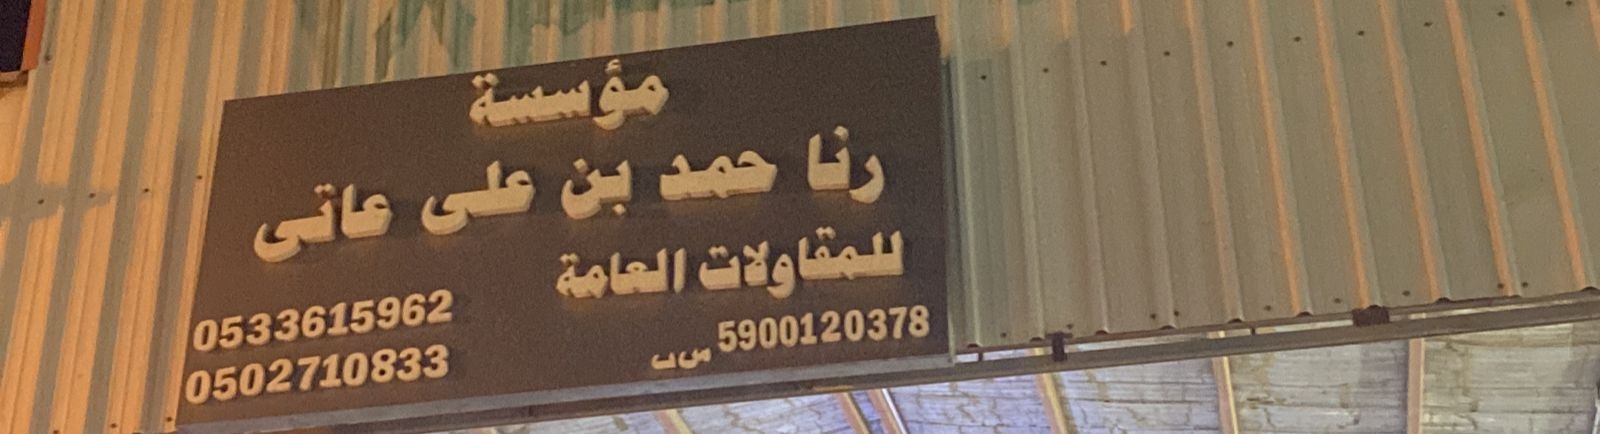 مؤسسة
رنا حمد بن على عاتى
للمقاولات العامة
5900120378 س ت
0533615962
0502710833